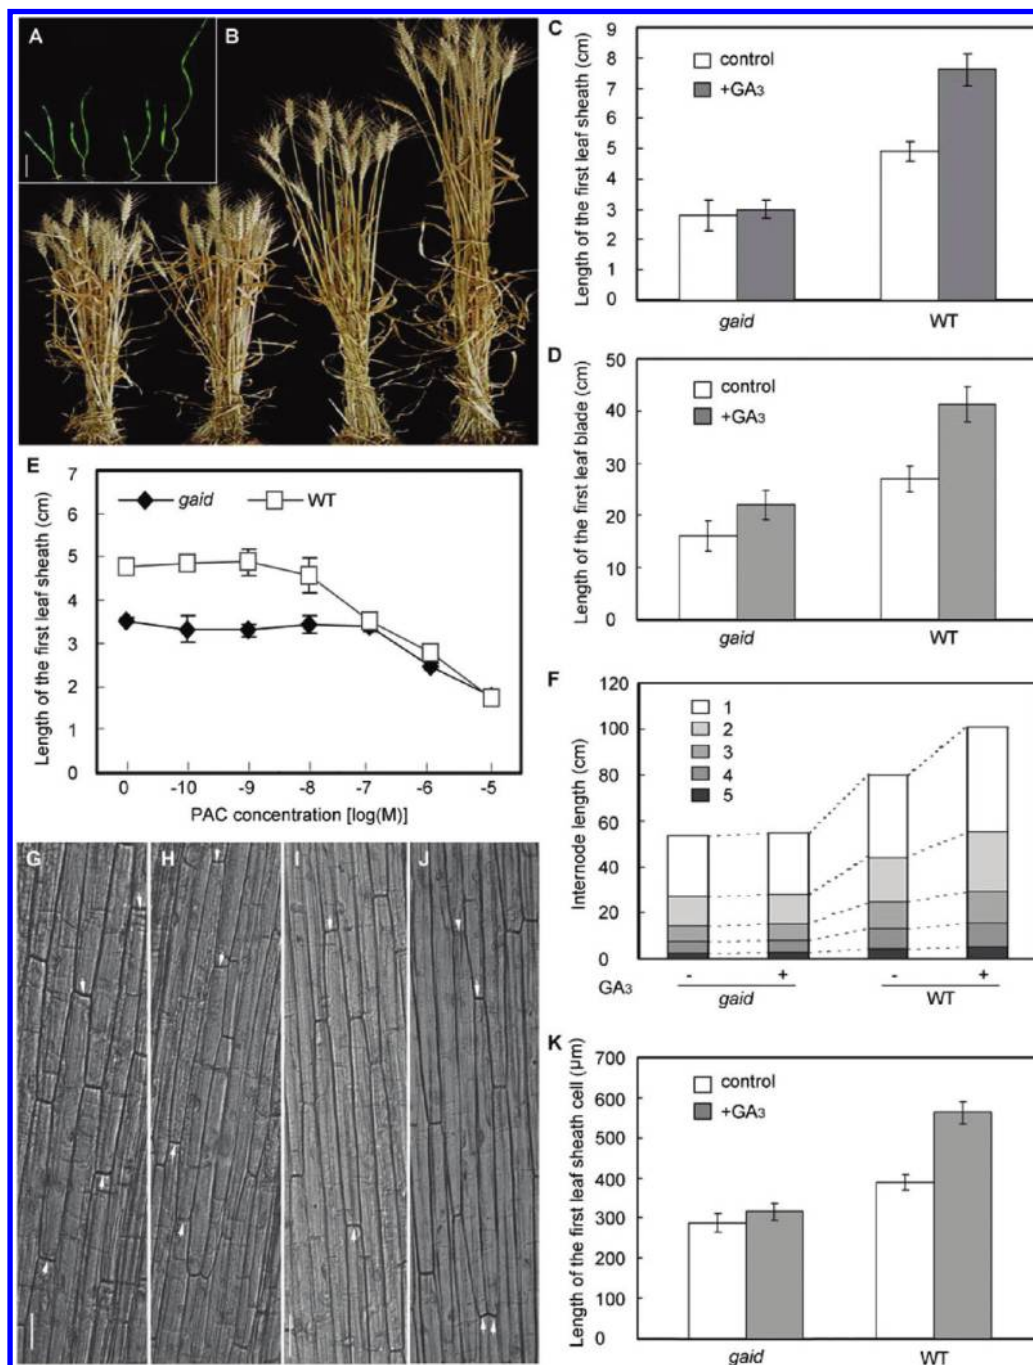 A
B
C
Length of the first leaf sheath (cm)
9
8
7
6
5
4
3
2
1
0
control
+GA3
gaid
WT
D
Length of the first leaf blade (cm)
50
40
30
20
10
0
control
+GA3
gaid
WT
E
Length of the first leaf sheath (cm)
7
6
5
4
3
2
1
0
gaid
WT
0 -10 -9 -8 -7 -6 -5
PAC concentration [log(M)]
F
Internode length (cm)
120
100
80
60
40
20
0
1
2
3
4
5
GA3 - + - +
gaid WT
G
H
I
J
K
Length of the first leaf sheath cell (µm)
700
600
500
400
300
200
100
0
control
+GA3
gaid
WT